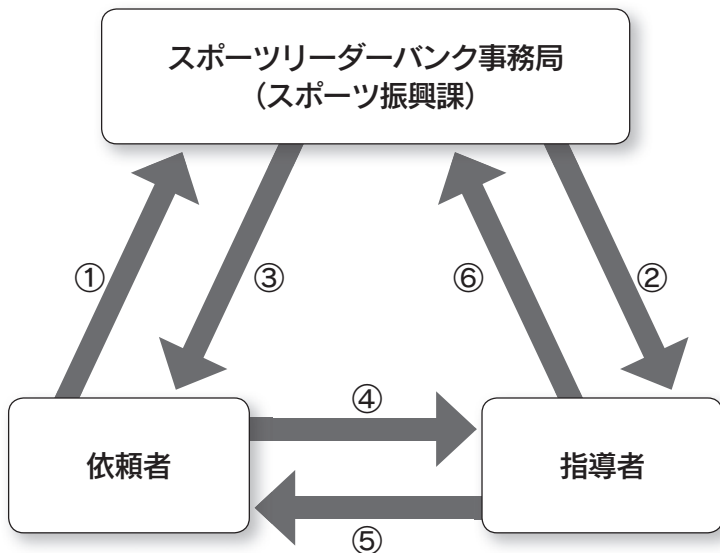 スポーツリーダーバンク事務局
（スポーツ振興課）
①
③
⑥
②
④
依頼者
指導者
⑤